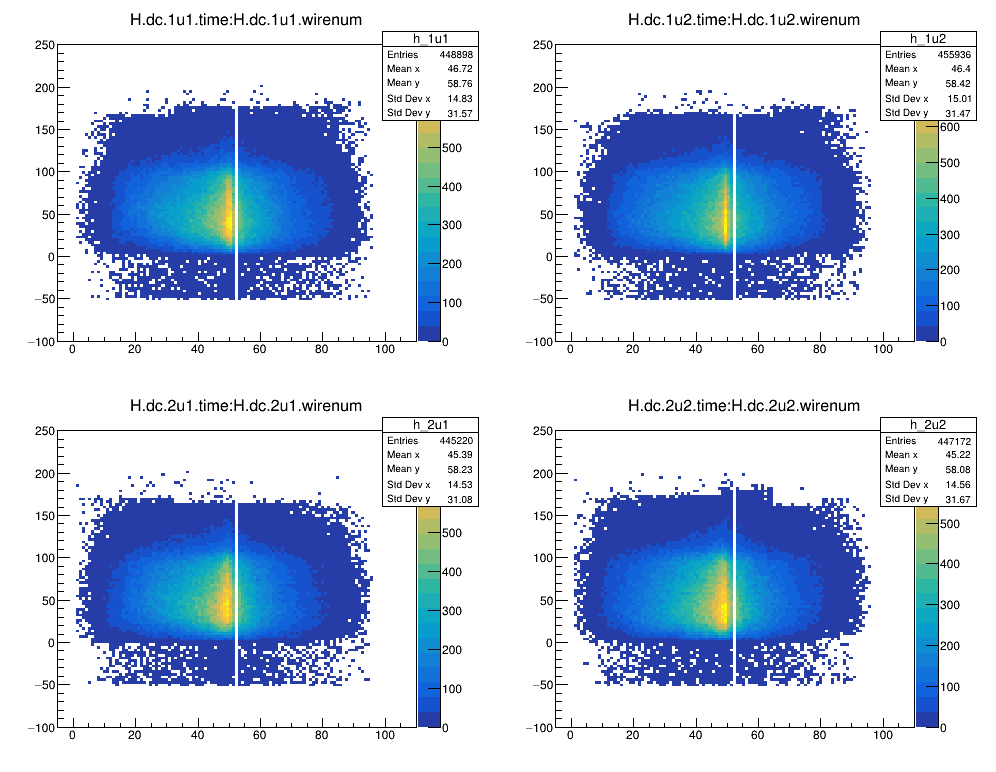 H.dc.1u1.time:H.dc.1u1.wirenum
h_1u1
Entries 448898
Mean x 46.72
Mean y 58.76
Std Dev x 14.83
Std Dev y 31.57
250
200
150
100
50
0
−50
−100
0 20 40 60 80 100
500
400
300
200
100
0
H.dc.1u2.time:H.dc.1u2.wirenum
h_1u2
Entries 455936
Mean x 46.4
Mean y 58.42
Std Dev x 15.01
Std Dev y 31.47
250
200
150
100
50
0
−50
−100
0 20 40 60 80 100
600
500
400
300
200
100
0
H.dc.2u1.time:H.dc.2u1.wirenum
h_2u1
Entries 445220
Mean x 45.39
Mean y 58.23
Std Dev x 14.53
Std Dev y 31.08
250
200
150
100
50
0
−50
−100
0 20 40 60 80 100
500
400
300
200
100
0
H.dc.2u2.time:H.dc.2u2.wirenum
h_2u2
Entries 447172
Mean x 45.22
Mean y 58.08
Std Dev x 14.56
Std Dev y 31.67
250
200
150
100
50
0
−50
−100
0 20 40 60 80 100
500
400
300
200
100
0